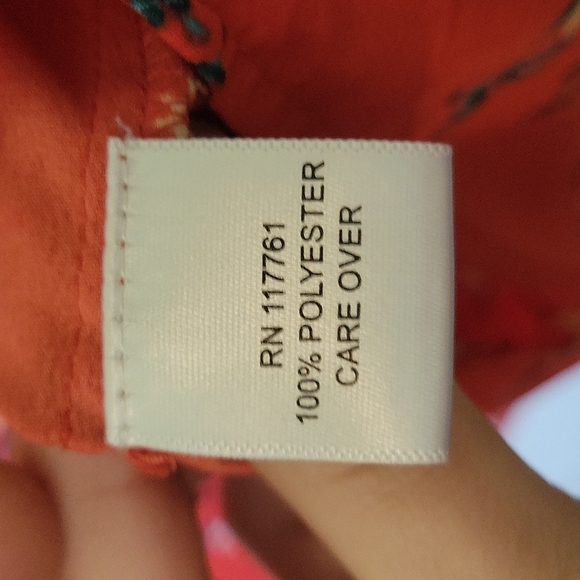 RN 117761
100% POLYESTER
CARE OVER